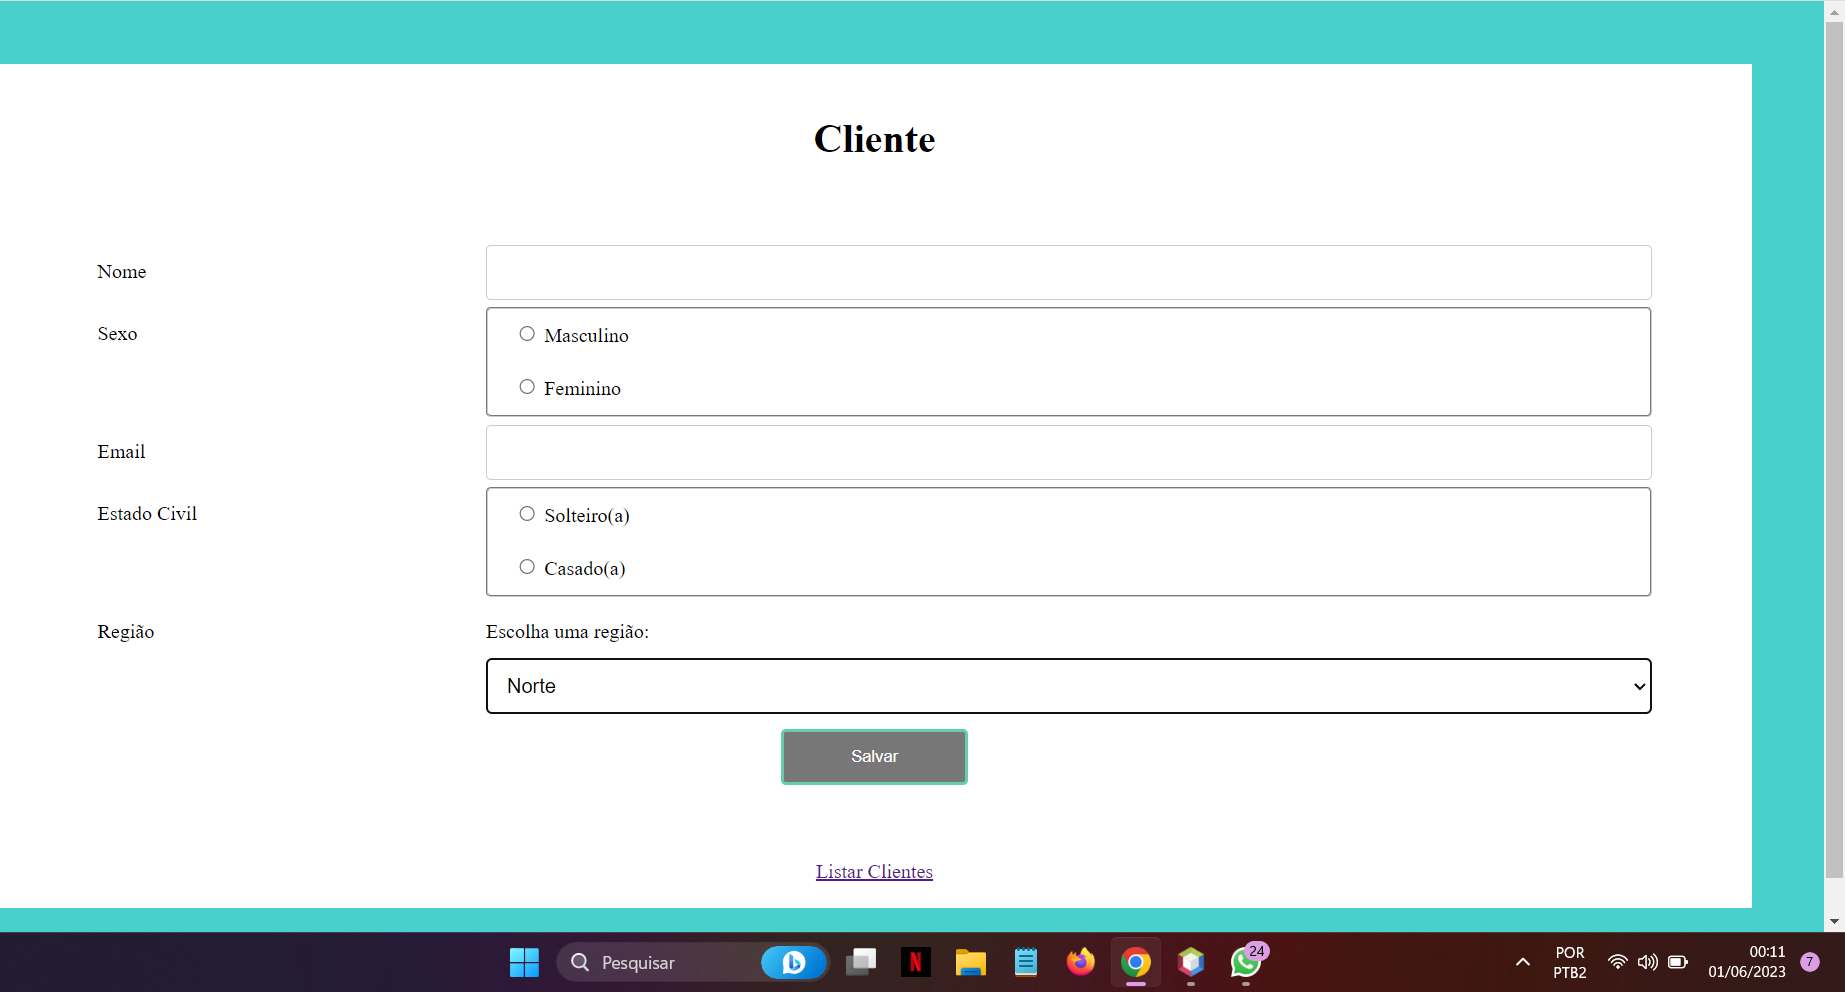 Cliente
Nome
Sexo
Masculino
Feminino
Email
Estado Civil
Solteiro(a)
Casado(a)
Região
Escolha uma região:
Norte
Salvar
Listar Clientes
Pesquisar
N
24
POR
PTB2
00:11
01/06/2023
7